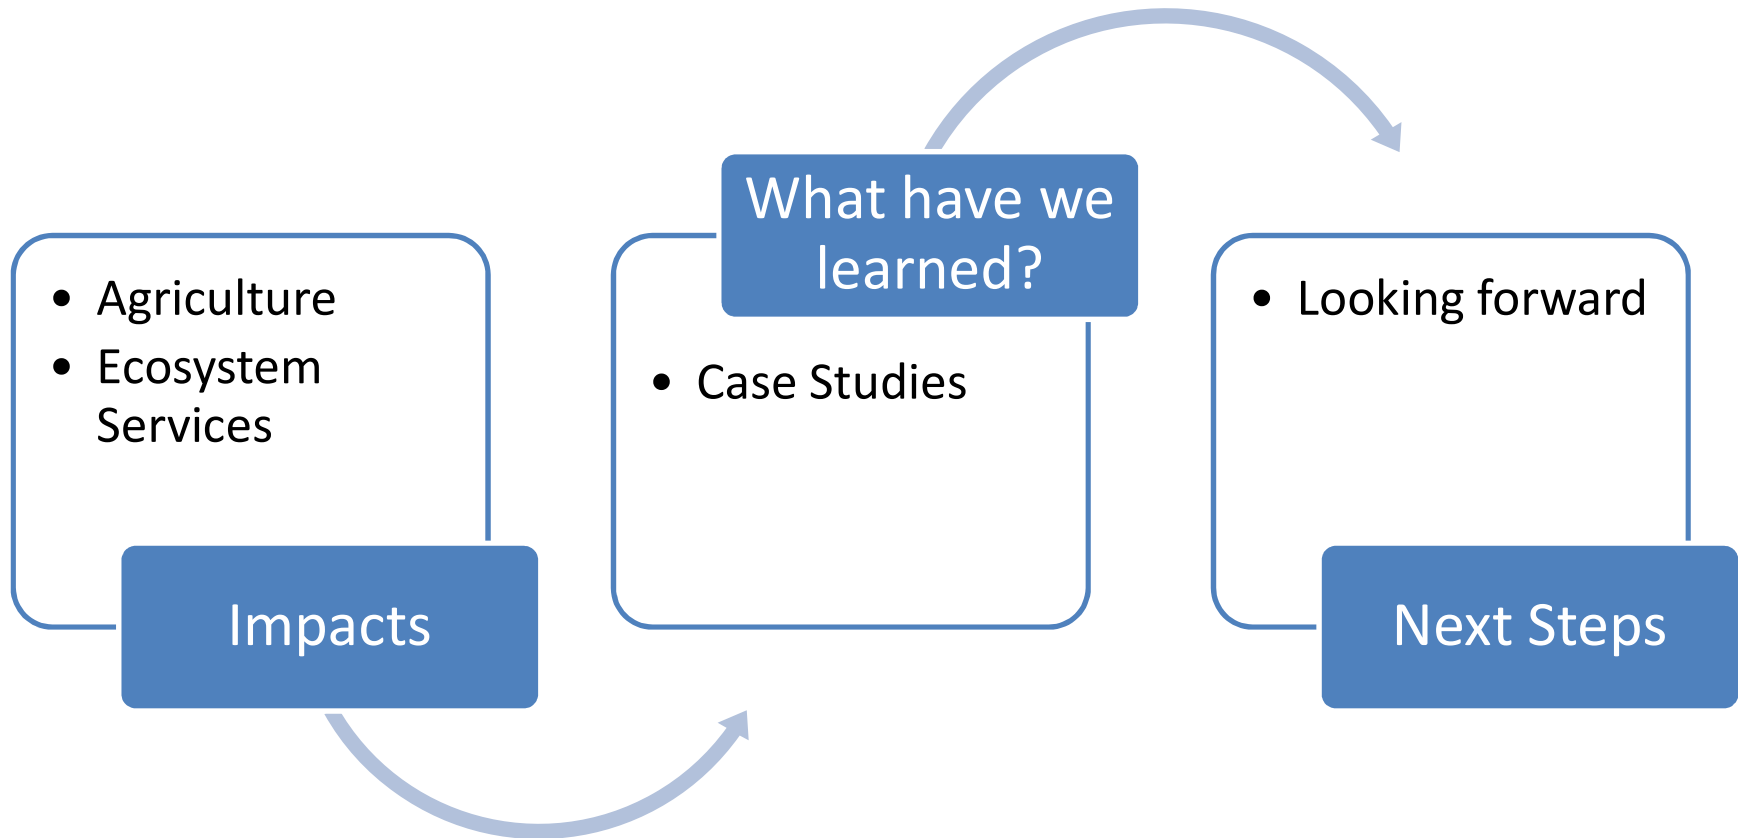 • Agriculture
• Ecosystem
Services
Impacts
What have we
learned?
• Case Studies
• Looking forward
Next Steps